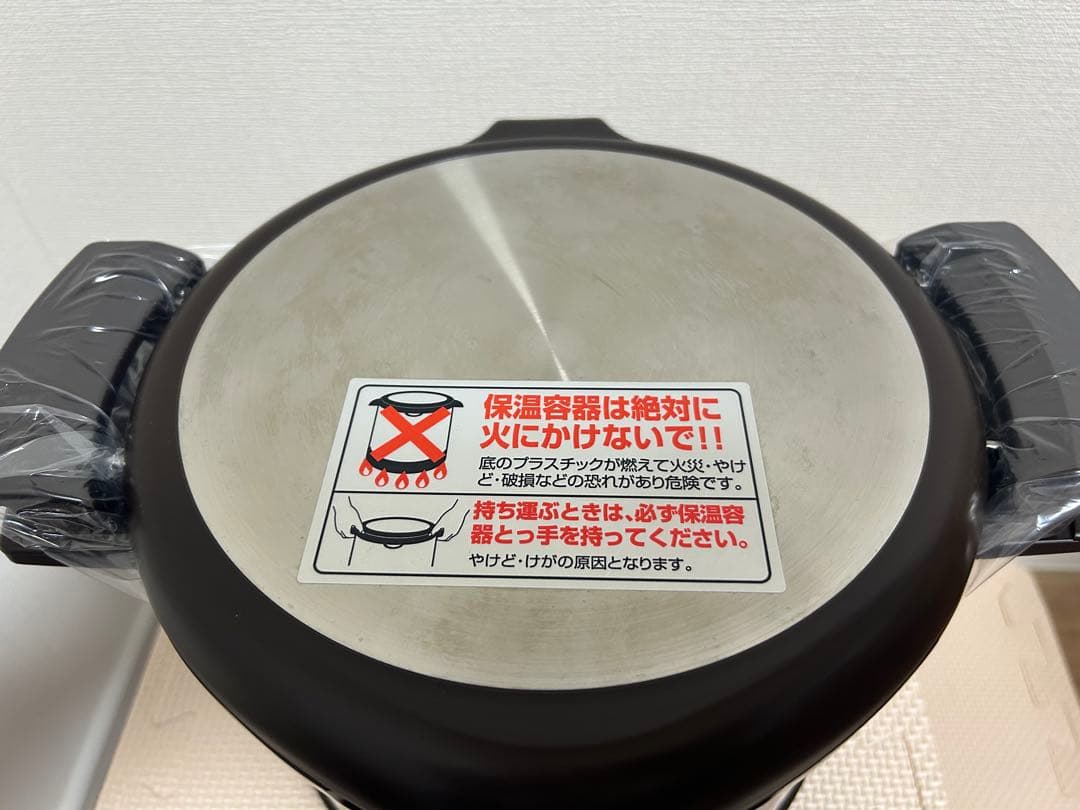 保温容器は絶対に
火にかけないで!!
底のプラスチックが燃えて火災・やけ
ど・破損などの恐れがあり危険です。
持ち運ぶときは、必ず保温容
器とっ手を持ってください。
やけど・けがの原因となります。